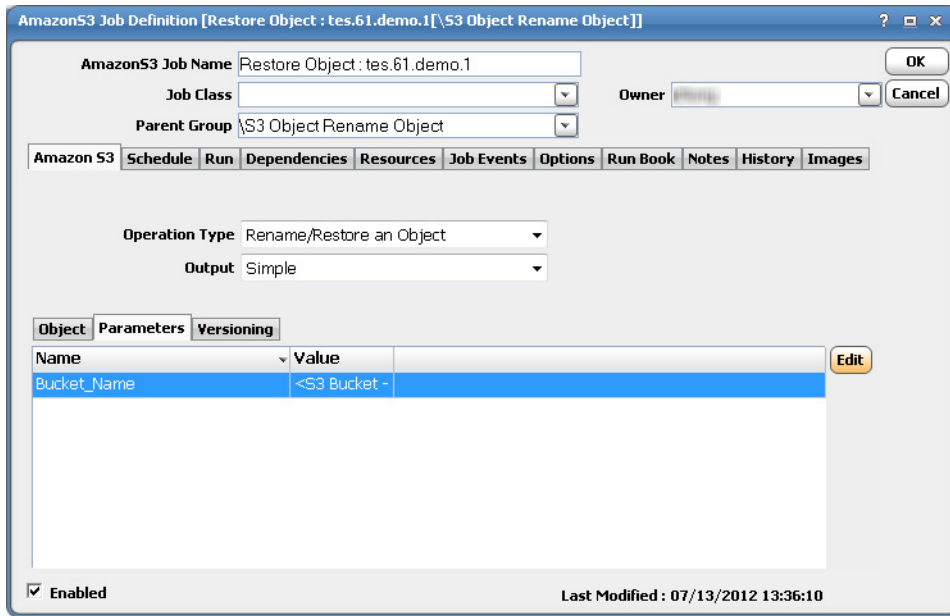 AmazonS3 Job Definition [Restore Object : tes.61.demo.1[\S3 Object Rename Object]]
AmazonS3 Job Name Restore Object : tes.61.demo.1 OK
Job Class Owner Cancel
Parent Group \S3 Object Rename Object
Amazon S3 Schedule Run Dependencies Resources Job Events Options Run Book Notes History Images
Operation Type Rename/Restore an Object
Output Simple
Object Parameters Versioning
Name Value Edit
Bucket_Name <S3 Bucket -
Enabled Last Modified : 07/13/2012 13:36:10